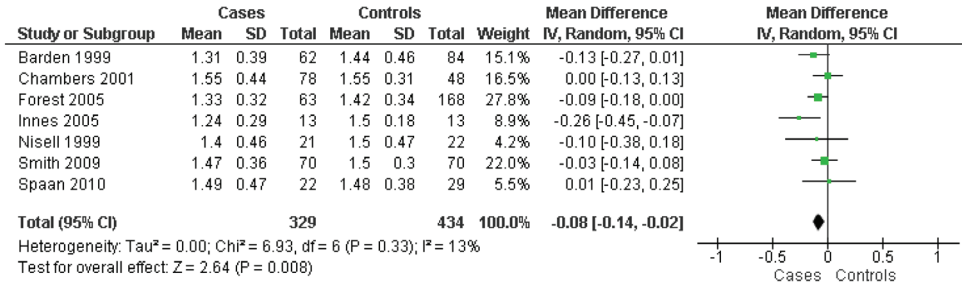 Cases Controls Mean Difference Mean Difference
Study or Subgroup Mean SD Total Mean SD Total Weight IV, Random, 95% CI IV, Random, 95% CI
Barden 1999 1.31 0.39 62 1.44 0.46 84 15.1% -0.13 [-0.27, 0.01]
Chambers 2001 1.55 0.44 78 1.55 0.31 48 16.5% 0.00 [-0.13, 0.13]
Forest 2005 1.33 0.32 63 1.42 0.34 168 27.8% -0.09 [-0.18, 0.00]
Innes 2005 1.24 0.29 13 1.5 0.18 13 8.9% -0.26 [-0.45, -0.07]
Nisell 1999 1.4 0.46 21 1.5 0.47 22 4.2% -0.10 [-0.38, 0.18]
Smith 2009 1.47 0.36 70 1.5 0.3 70 22.0% -0.03 [-0.14, 0.08]
Spaan 2010 1.49 0.47 22 1.48 0.38 29 5.5% 0.01 [-0.23, 0.25]
Total (95% CI) 329 434 100.0% -0.08 [-0.14, -0.02]
Heterogeneity: Tau² = 0.00; Chi² = 6.93, df = 6 (P = 0.33); I² = 13%
Test for overall effect: Z = 2.64 (P = 0.008)
-1 -0.5 0 0.5 1
Cases Controls